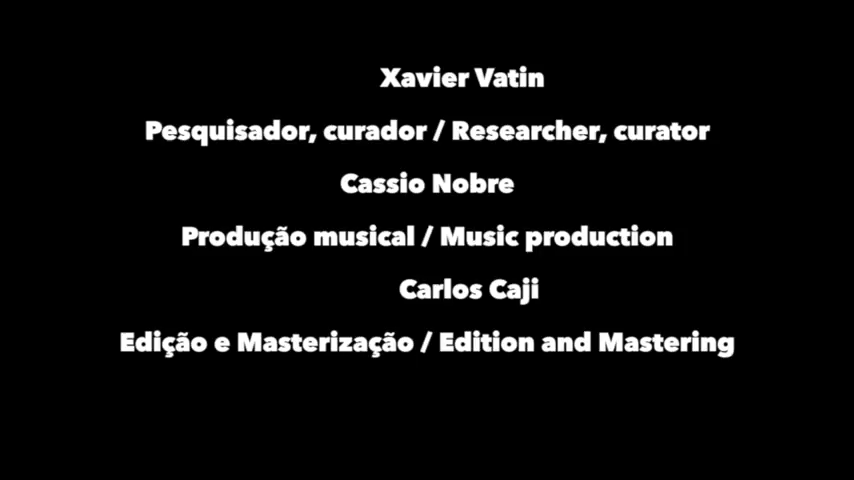 Xavier Vatin
Pesquisador, curador / Researcher, curator
Cassio Nobre
Produção musical / Music production
Carlos Caji
Edição e Masterização / Edition and Mastering